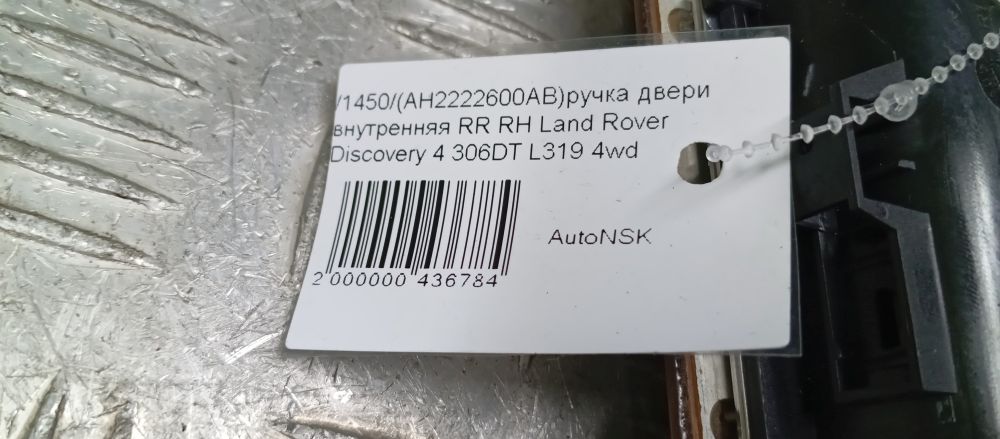 /1450/(AH2222600AB)ручка двери
внутренняя RR RH Land Rover
Discovery 4 306DT L319 4wd
AutoNSK
2 000000 436784